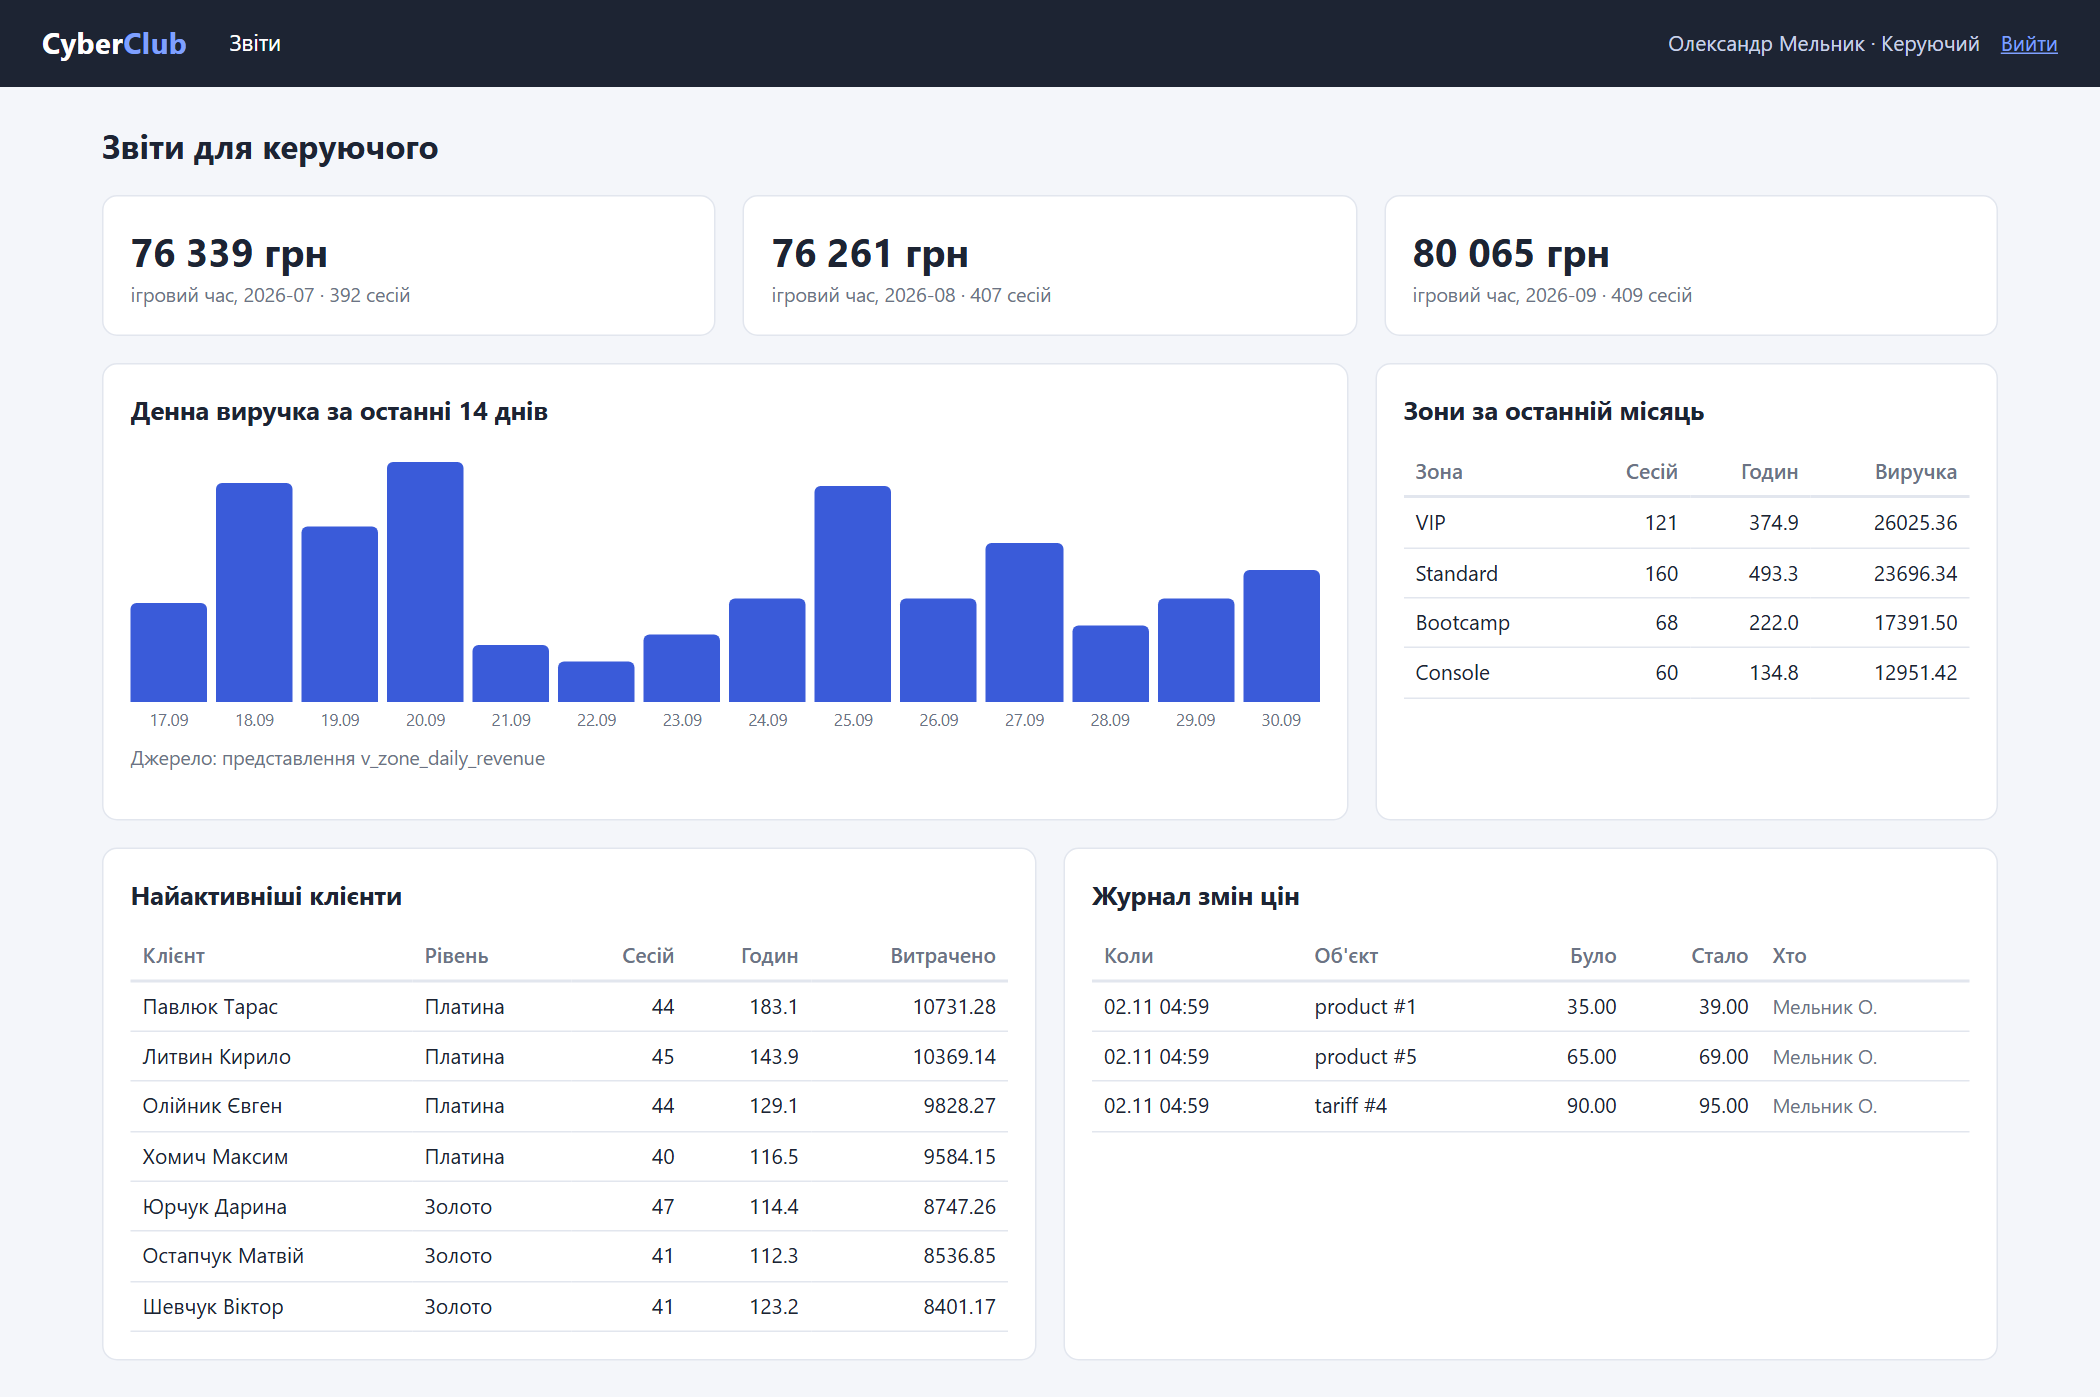 CyberClub Звіти Олександр Мельник · Керуючий Вийти
Звіти для керуючого
76 339 грн
ігровий час, 2026-07 · 392 сесій
76 261 грн
ігровий час, 2026-08 · 407 сесій
80 065 грн
ігровий час, 2026-09 · 409 сесій
Денна виручка за останні 14 днів
17.09 18.09 19.09 20.09 21.09 22.09 23.09 24.09 25.09 26.09 27.09 28.09 29.09 30.09
Джерело: представлення v_zone_daily_revenue
Зони за останній місяць
Зона Сесій Годин Виручка
VIP 121 374.9 26025.36
Standard 160 493.3 23696.34
Bootcamp 68 222.0 17391.50
Console 60 134.8 12951.42
Найактивніші клієнти
Клієнт Рівень Сесій Годин Витрачено
Павлюк Тарас Платина 44 183.1 10731.28
Литвин Кирило Платина 45 143.9 10369.14
Олійник Євген Платина 44 129.1 9828.27
Хомич Максим Платина 40 116.5 9584.15
Юрчук Дарина Золото 47 114.4 8747.26
Остапчук Матвій Золото 41 112.3 8536.85
Шевчук Віктор Золото 41 123.2 8401.17
Журнал змін цін
Коли Об'єкт Було Стало Хто
02.11 04:59 product #1 35.00 39.00 Мельник О.
02.11 04:59 product #5 65.00 69.00 Мельник О.
02.11 04:59 tariff #4 90.00 95.00 Мельник О.